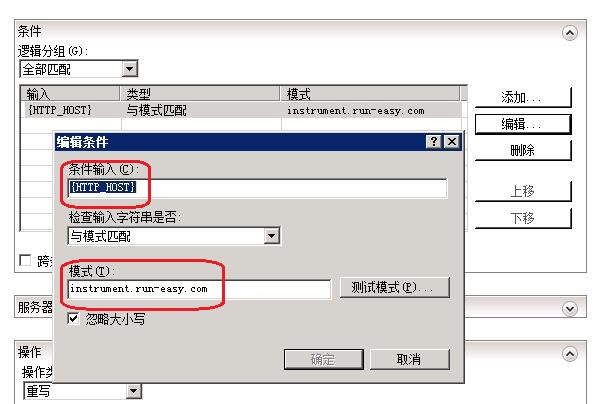 条件
逻辑分组(G):
全部匹配
输入 类型 模式
{HTTP_HOST} 与模式匹配 instrument.run-easy.com
添加...
编辑...
删除
上移
下移
编辑条件
条件输入(C):
{HTTP_HOST}
检查输入字符串是否:
与模式匹配
模式(T):
instrument.run-easy.com
测试模式(P)...
忽略大小写
确定 取消
跨
服务器
操作
操作类
重写